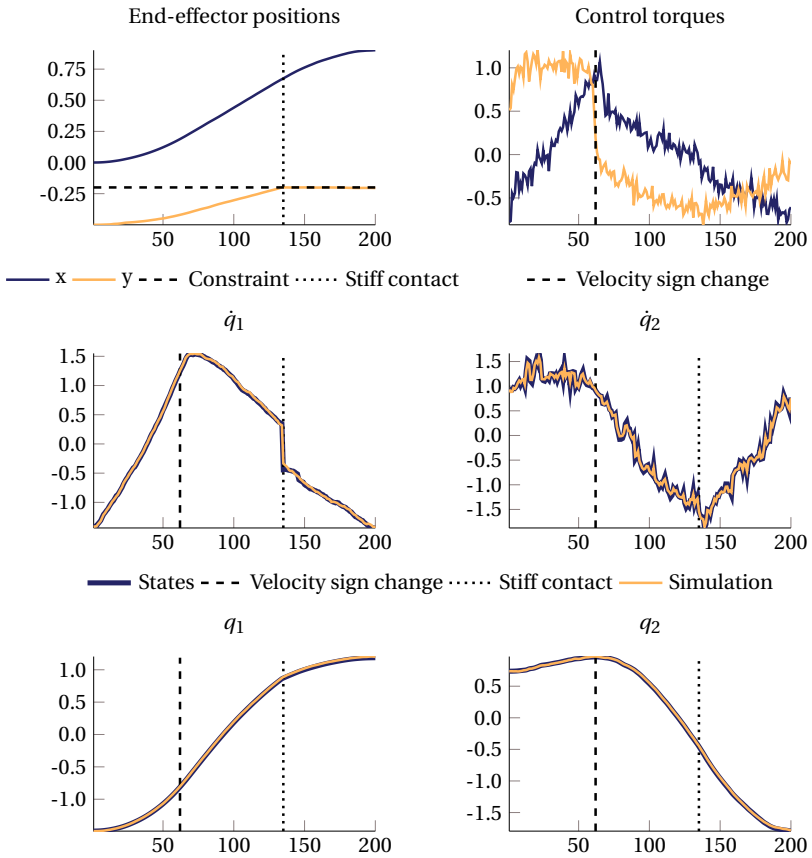 End-effector positions
Control torques
0.75
0.50
0.25
0.00
-0.25
50 100 150 200
1.0
0.5
0.0
-0.5
50 100 150 200
x y Constraint Stiff contact
Velocity sign change
q̇1
q̇2
1.5
1.0
0.5
0.0
-0.5
-1.0
50 100 150 200
1.5
1.0
0.5
0.0
-0.5
-1.0
-1.5
50 100 150 200
States Velocity sign change Stiff contact Simulation
q1
q2
1.0
0.5
0.0
-0.5
-1.0
50 100 150 200
0.5
0.0
-0.5
-1.0
-1.5
50 100 150 200